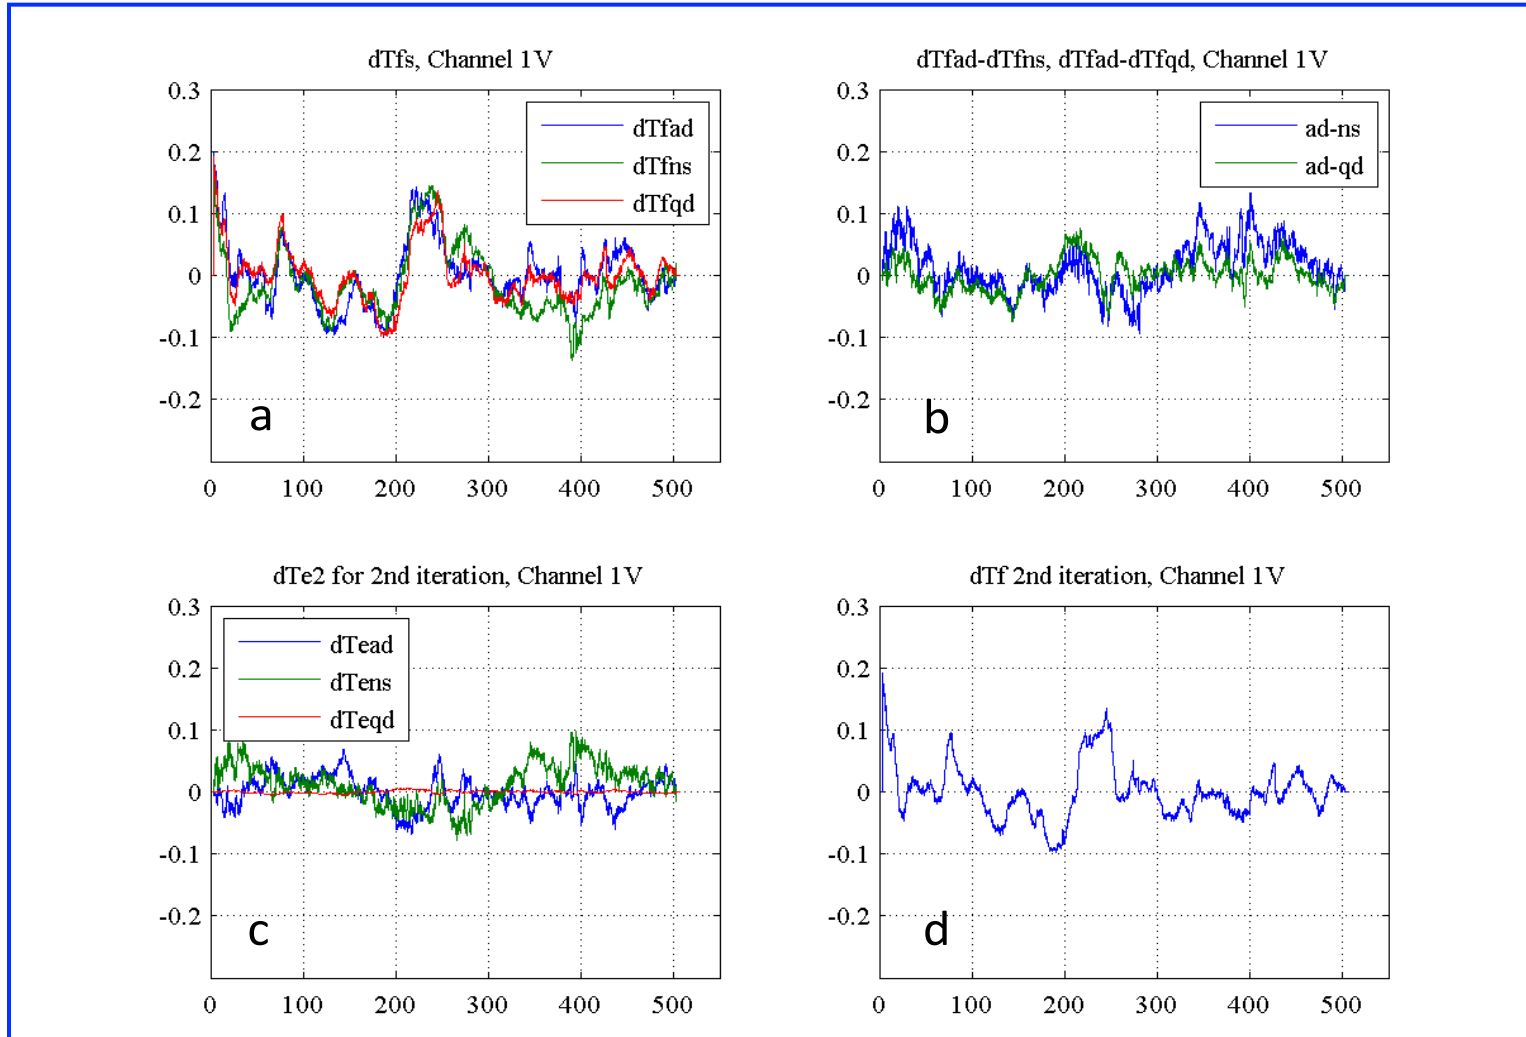 dTfs, Channel 1V
0.3
0.2
0.1
0
-0.1
-0.2
dTfad
dTfns
dTfqd
a
0 100 200 300 400 500
dTfad-dTfns, dTfad-dTfqd, Channel 1V
0.3
0.2
0.1
0
-0.1
-0.2
ad-ns
ad-qd
b
0 100 200 300 400 500
dTe2 for 2nd iteration, Channel 1V
0.3
0.2
0.1
0
-0.1
-0.2
dTead
dTens
dTeqd
c
0 100 200 300 400 500
dTf 2nd iteration, Channel 1V
0.3
0.2
0.1
0
-0.1
-0.2
d
0 100 200 300 400 500